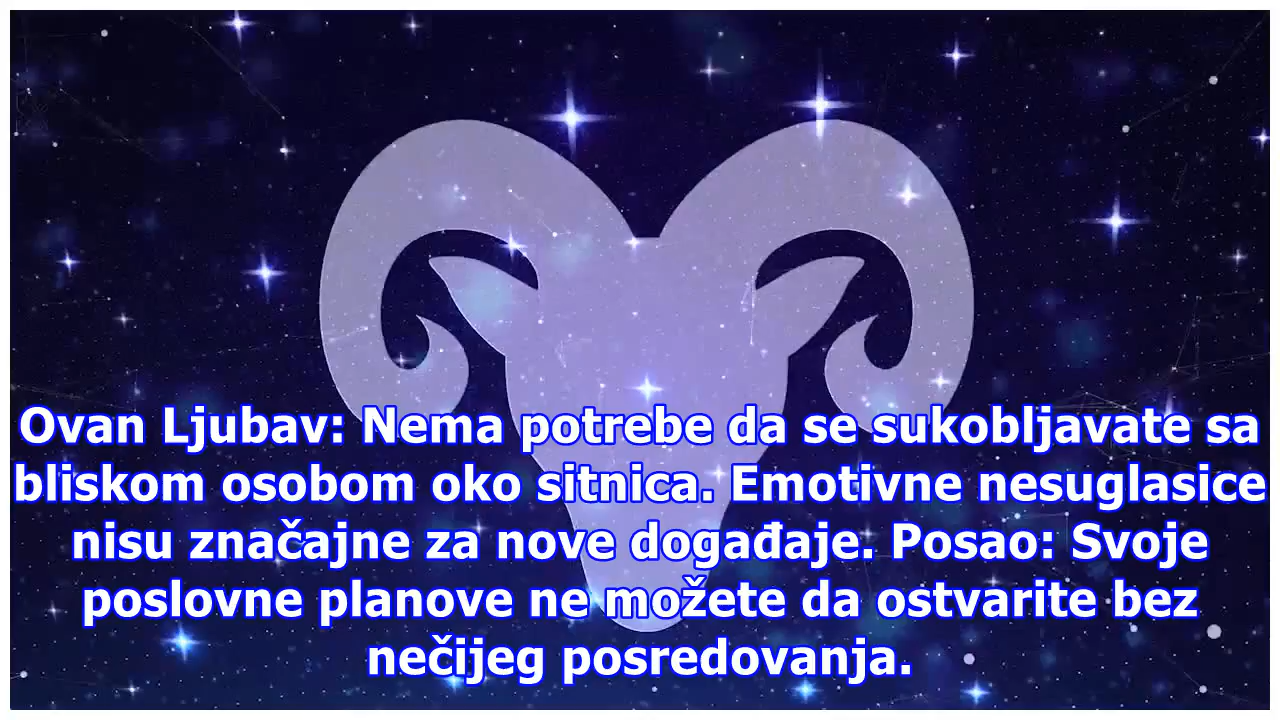 Ovan Ljubav: Nema potrebe da se sukobljavate sa
bliskom osobom oko sitnica. Emotivne nesuglasice
nisu značajne za nove događaje. Posao: Svoje
poslovne planove ne možete da ostvarite bez
nečijeg posredovanja.